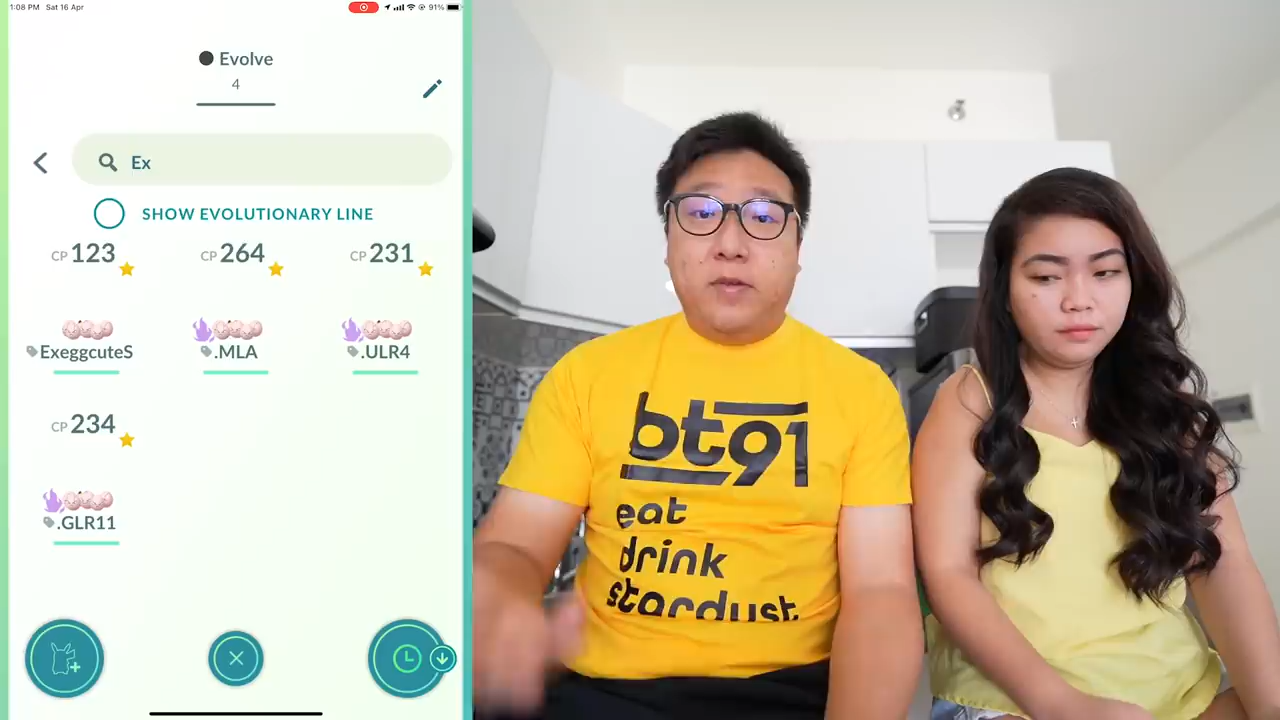 1:08 PM Sat 16 Apr 91%
Evolve
4
Ex
SHOW EVOLUTIONARY LINE
CP 123 CP 264 CP 231
ExeggcuteS .MLA .ULR4
CP 234
.GLR11
bt91
eat
drink
stardust